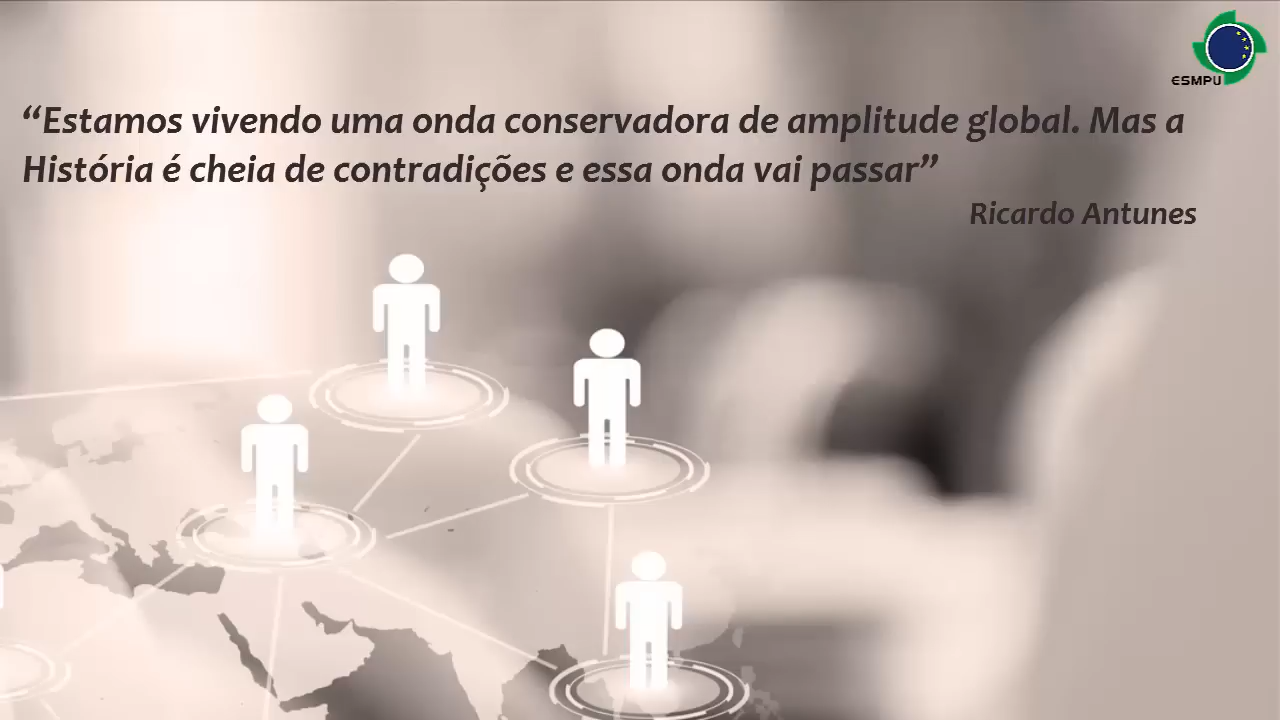 ESMPU
“Estamos vivendo uma onda conservadora de amplitude global. Mas a
História é cheia de contradições e essa onda vai passar”
Ricardo Antunes